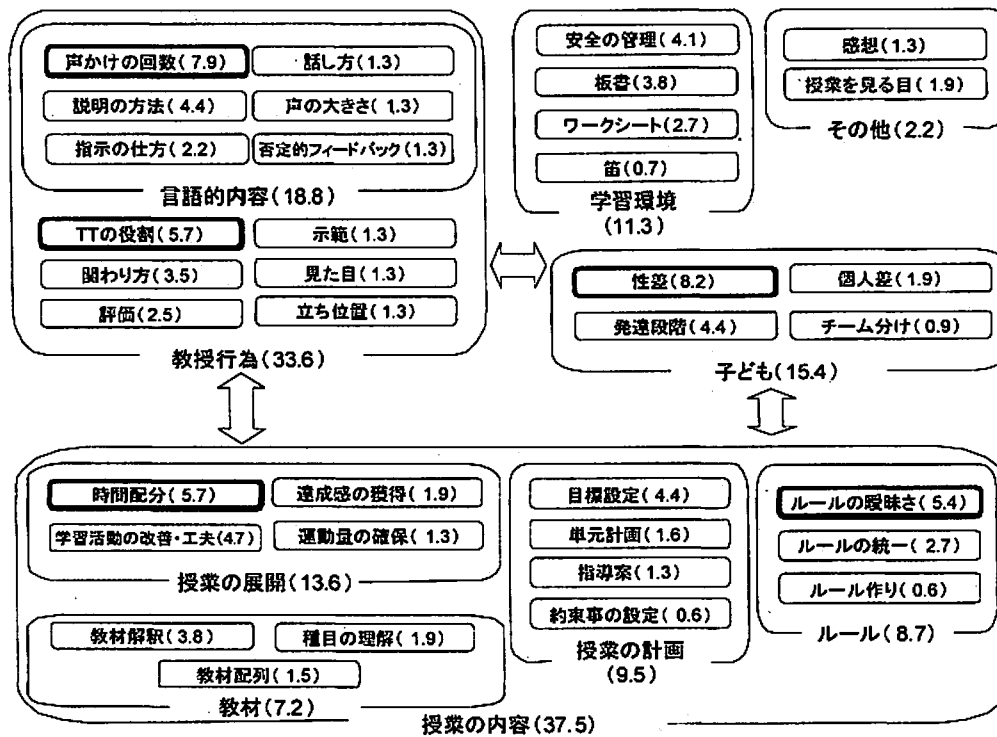 声かけの回数(7.9)
話し方(1.3)
説明の方法(4.4)
声の大きさ(1.3)
指示の仕方(2.2)
否定的フィードバック(1.3)
言語的内容(18.8)
TTの役割(5.7)
示範(1.3)
関わり方(3.5)
見た目(1.3)
評価(2.5)
立ち位置(1.3)
教授行為(33.6)
安全の管理(4.1)
板書(3.8)
ワークシート(2.7)
笛(0.7)
学習環境
(11.3)
感想(1.3)
授業を見る目(1.9)
その他(2.2)
性差(8.2)
個人差(1.9)
発達段階(4.4)
チーム分け(0.9)
子ども(15.4)
時間配分(5.7)
達成感の獲得(1.9)
学習活動の改善・工夫(4.7)
運動量の確保(1.3)
授業の展開(13.6)
教材解釈(3.8)
種目の理解(1.9)
教材配列(1.5)
教材(7.2)
目標設定(4.4)
単元計画(1.6)
指導案(1.3)
約束事の設定(0.6)
授業の計画
(9.5)
ルールの曖昧さ(5.4)
ルールの統一(2.7)
ルール作り(0.6)
ルール(8.7)
授業の内容(37.5)